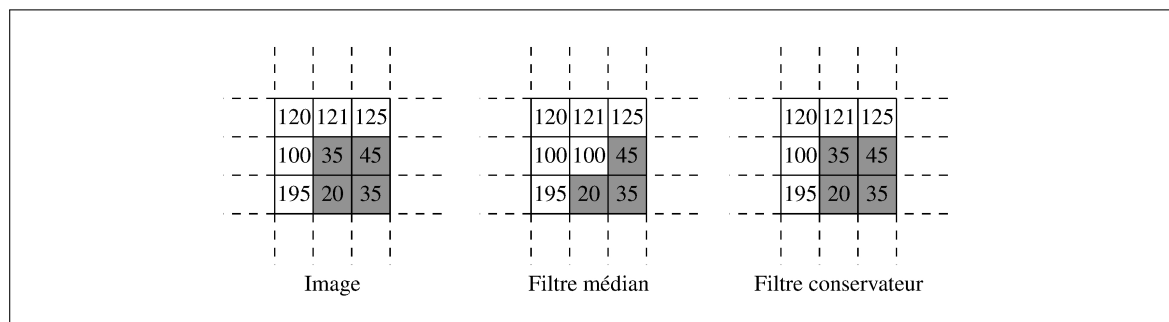 120 121 125 120 121 125 120 121 125
100 35 45 100 100 45 100 35 45
195 20 35 195 20 35 195 20 35
Image Filtre médian Filtre conservateur